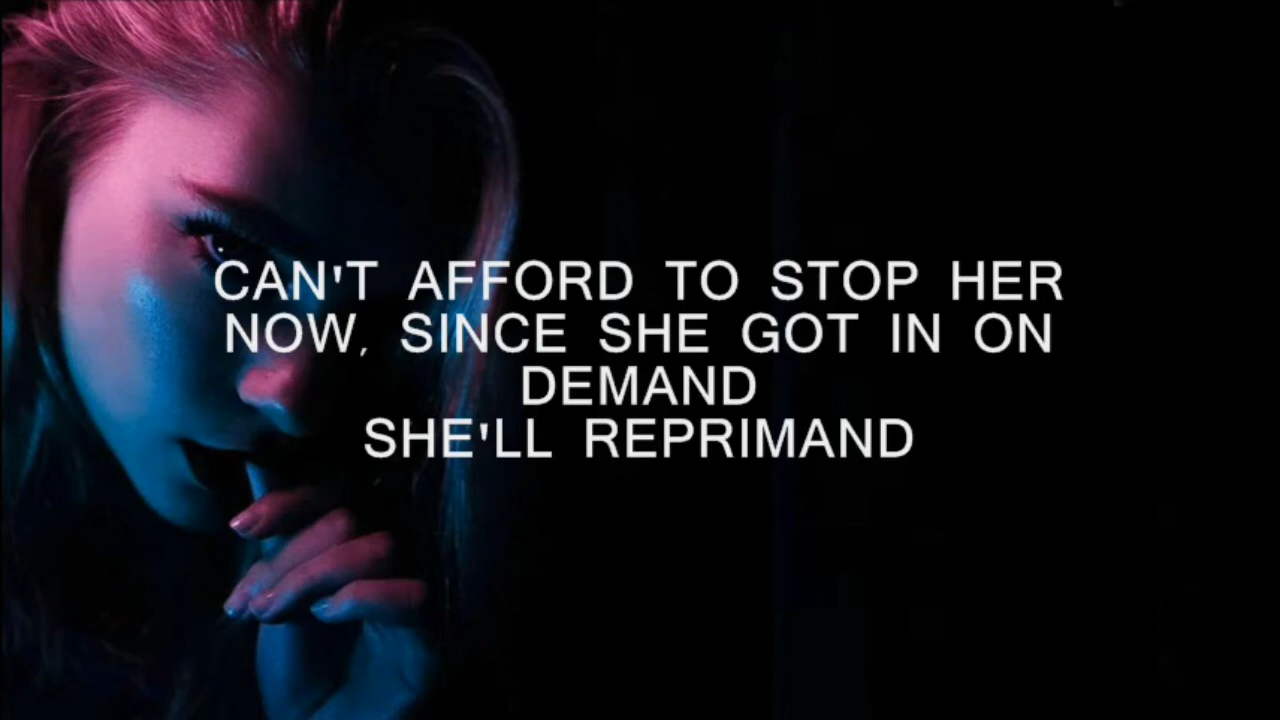 CAN'T AFFORD TO STOP HER
NOW, SINCE SHE GOT IN ON
DEMAND
SHE'LL REPRIMAND